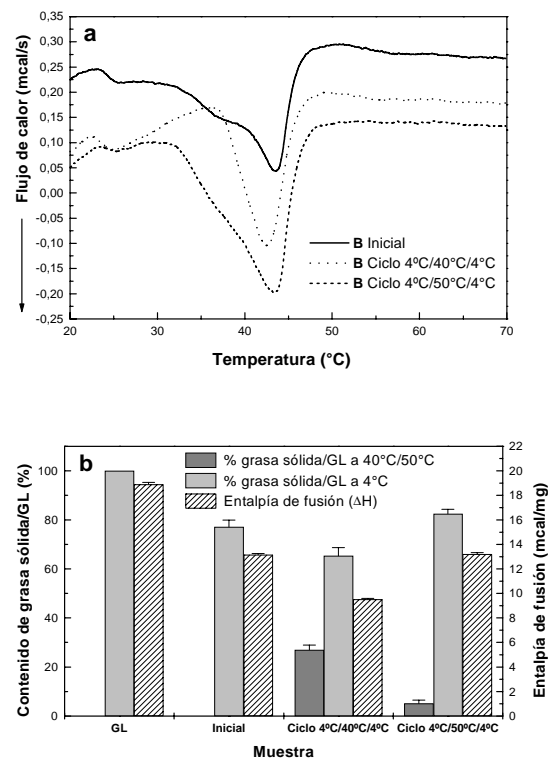 a
0,35
0,30
0,25
0,20
0,15
0,10
0,05
0,00
-0,05
-0,10
-0,15
-0,20
-0,25
Flujo de calor (mcal/s)
B Inicial
B Ciclo 4ºC/40°C/4°C
B Ciclo 4ºC/50°C/4°C
20 30 40 50 60 70
Temperatura (°C)
b
% grasa sólida/GL a 40°C/50°C
% grasa sólida/GL a 4°C
Entalpía de fusión (ΔH)
100
80
60
40
20
0
Contenido de grasa sólida/GL (%)
22
20
18
16
14
12
10
8
6
4
2
0
Entalpía de fusión (mcal/mg)
GL Inicial Ciclo 4ºC/40ºC/4ºC Ciclo 4ºC/50ºC/4ºC
Muestra